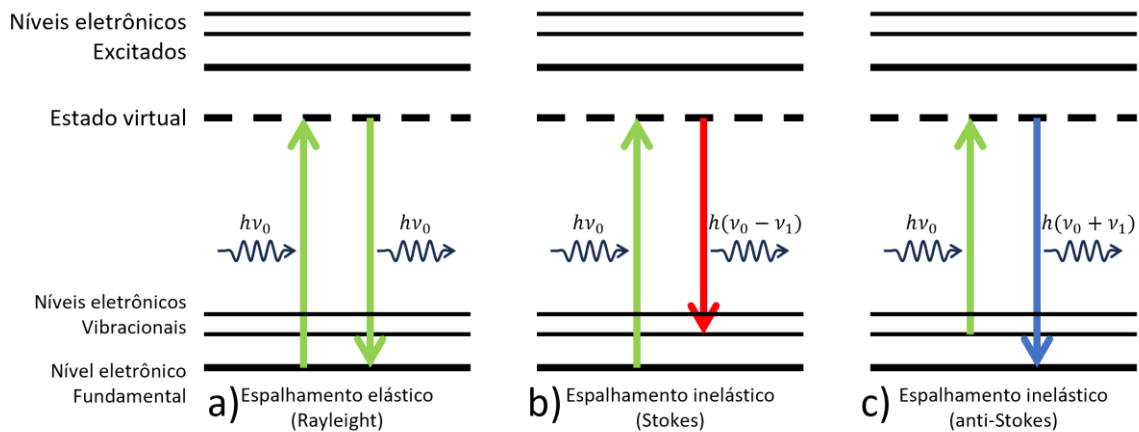 Níveis eletrônicos
Excitados
Estado virtual
Níveis eletrônicos
Vibracionais
Nível eletrônico
Fundamental
hν₀
hν₀
a) Espalhamento elástico
(Rayleight)
hν₀
h(ν₀ − ν₁)
b) Espalhamento inelástico
(Stokes)
hν₀
h(ν₀ + ν₁)
c) Espalhamento inelástico
(anti-Stokes)